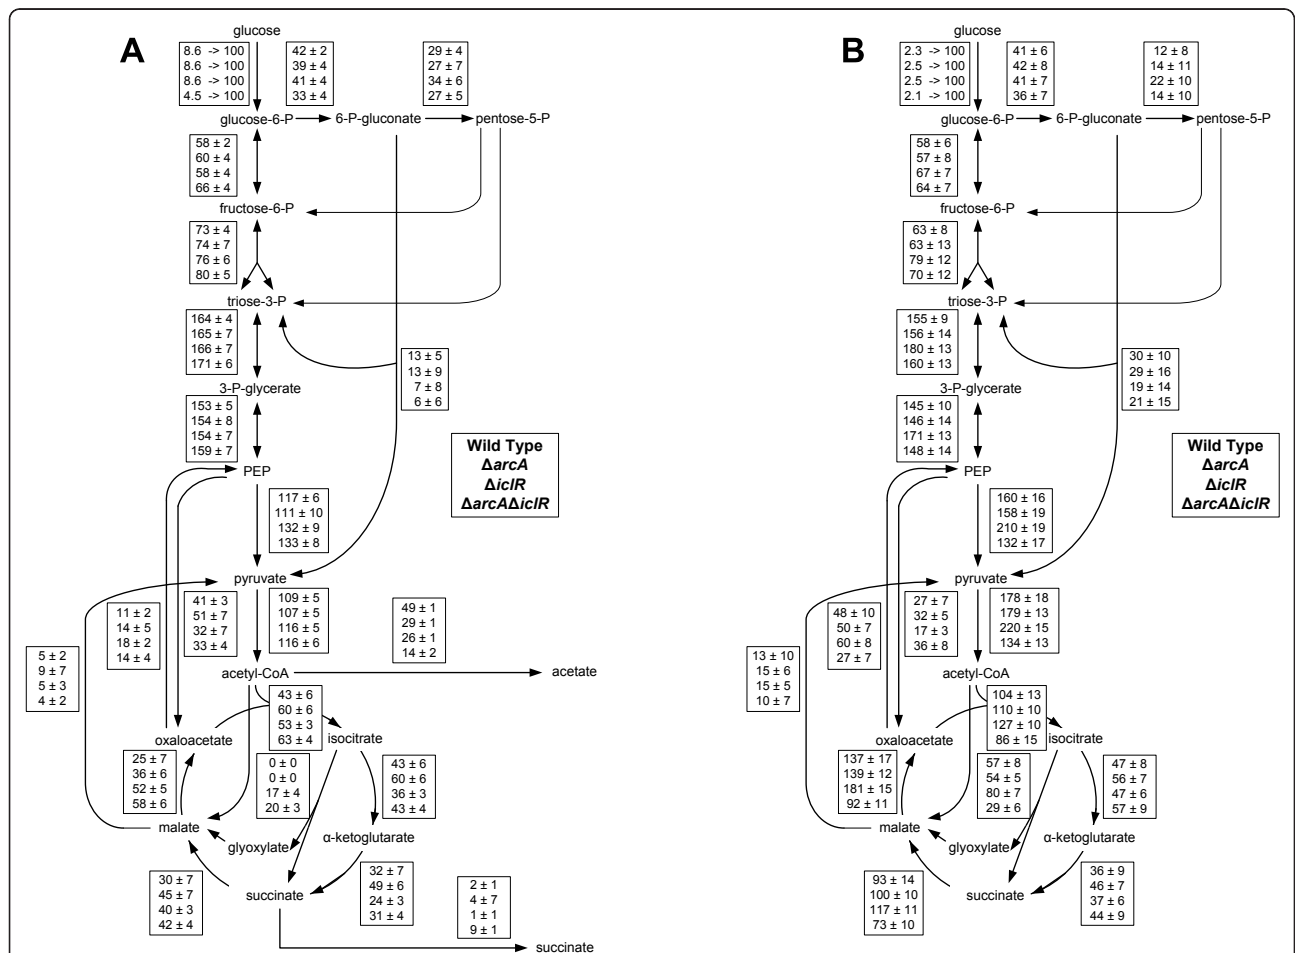 A
glucose
8.6 -> 100
8.6 -> 100
8.6 -> 100
4.5 -> 100
42 ± 2
39 ± 4
41 ± 4
33 ± 4
29 ± 4
27 ± 7
34 ± 6
27 ± 5
glucose-6-P
6-P-gluconate
pentose-5-P
58 ± 2
60 ± 4
58 ± 4
66 ± 4
fructose-6-P
73 ± 4
74 ± 7
76 ± 6
80 ± 5
triose-3-P
164 ± 4
165 ± 7
166 ± 7
171 ± 6
13 ± 5
13 ± 9
7 ± 8
6 ± 6
3-P-glycerate
153 ± 5
154 ± 8
154 ± 7
159 ± 7
Wild Type
ΔarcA
ΔiclR
ΔarcAΔiclR
PEP
117 ± 6
111 ± 10
132 ± 9
133 ± 8
pyruvate
5 ± 2
9 ± 7
5 ± 3
4 ± 2
11 ± 2
14 ± 5
18 ± 2
14 ± 4
41 ± 3
51 ± 7
32 ± 7
33 ± 4
109 ± 5
107 ± 5
116 ± 5
116 ± 6
49 ± 1
29 ± 1
26 ± 1
14 ± 2
acetyl-CoA
acetate
43 ± 6
60 ± 6
53 ± 3
63 ± 4
oxaloacetate
isocitrate
25 ± 7
36 ± 6
52 ± 5
58 ± 6
0 ± 0
0 ± 0
17 ± 4
20 ± 3
43 ± 6
60 ± 6
36 ± 3
43 ± 4
malate
glyoxylate
α-ketoglutarate
30 ± 7
45 ± 7
40 ± 3
42 ± 4
32 ± 7
49 ± 6
24 ± 3
31 ± 4
succinate
2 ± 1
4 ± 7
1 ± 1
9 ± 1
succinate
B
glucose
2.3 -> 100
2.5 -> 100
2.5 -> 100
2.1 -> 100
41 ± 6
42 ± 8
41 ± 7
36 ± 7
12 ± 8
14 ± 11
22 ± 10
14 ± 10
glucose-6-P
6-P-gluconate
pentose-5-P
58 ± 6
57 ± 8
67 ± 7
64 ± 7
fructose-6-P
63 ± 8
63 ± 13
79 ± 12
70 ± 12
triose-3-P
155 ± 9
156 ± 14
180 ± 13
160 ± 13
30 ± 10
29 ± 16
19 ± 14
21 ± 15
3-P-glycerate
145 ± 10
146 ± 14
171 ± 13
148 ± 14
Wild Type
ΔarcA
ΔiclR
ΔarcAΔiclR
PEP
160 ± 16
158 ± 19
210 ± 19
132 ± 17
pyruvate
13 ± 10
15 ± 6
15 ± 5
10 ± 7
48 ± 10
50 ± 7
60 ± 8
27 ± 7
27 ± 7
32 ± 5
17 ± 3
36 ± 8
178 ± 18
179 ± 13
220 ± 15
134 ± 13
acetyl-CoA
104 ± 13
110 ± 10
127 ± 10
86 ± 15
oxaloacetate
isocitrate
137 ± 17
139 ± 12
181 ± 15
92 ± 11
57 ± 8
54 ± 5
80 ± 7
29 ± 6
47 ± 8
56 ± 7
47 ± 6
57 ± 9
malate
glyoxylate
α-ketoglutarate
93 ± 14
100 ± 10
117 ± 11
73 ± 10
36 ± 9
46 ± 7
37 ± 6
44 ± 9
succinate